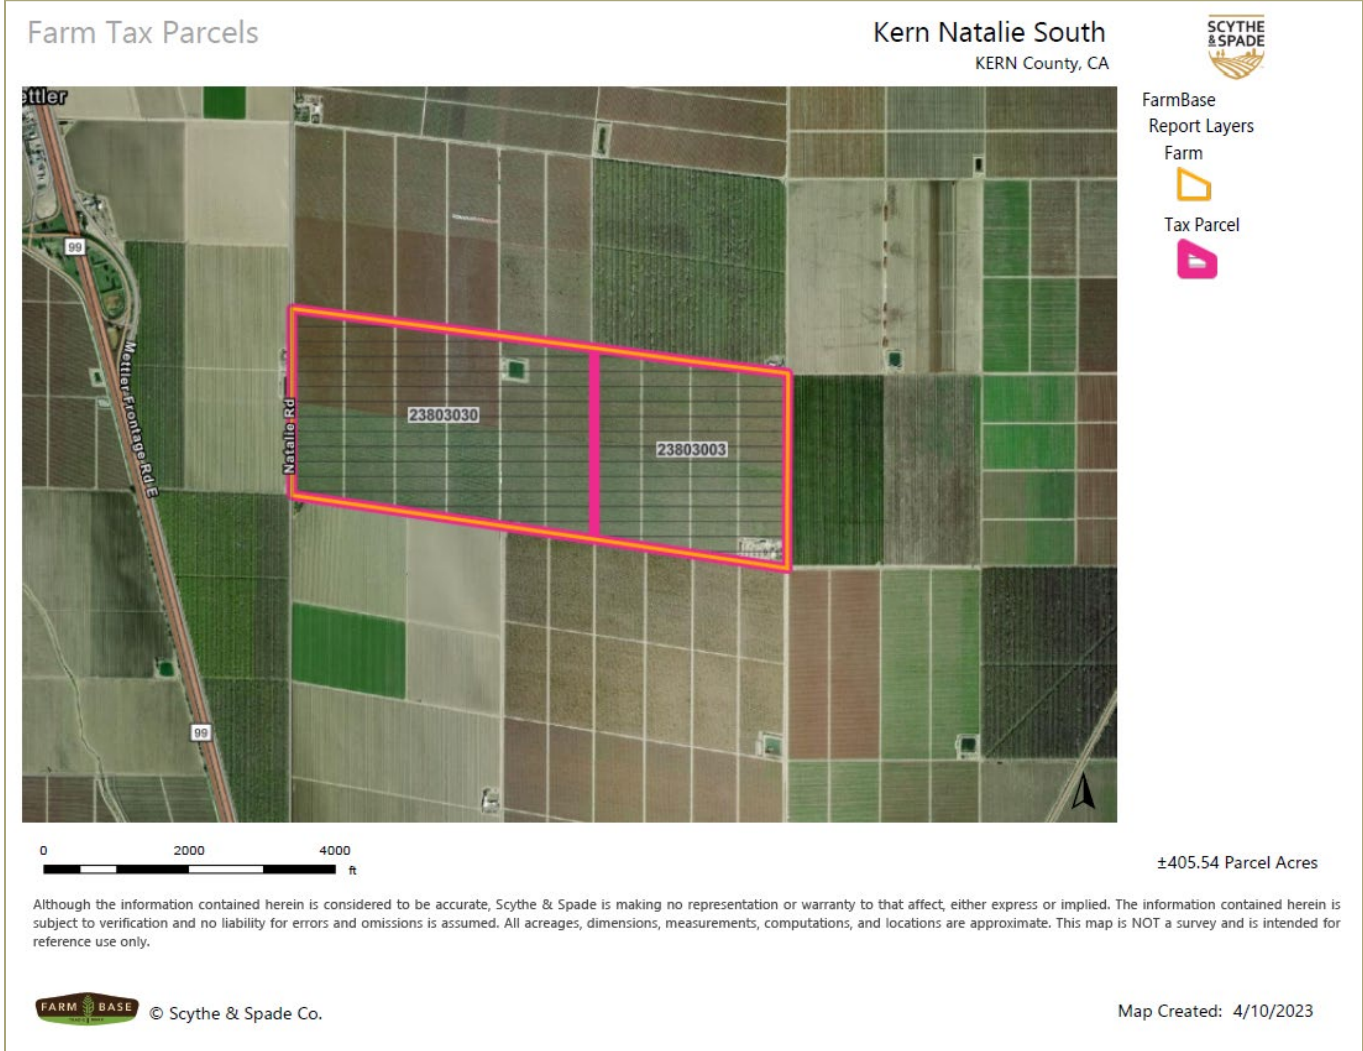 Farm Tax Parcels
Kern Natalie South
KERN County, CA
SCYTHE
& SPADE
FarmBase
Report Layers
Farm
Tax Parcel
ettler
99
Mettler Frontage Rd E
Natalie Rd
23803030
23803003
99
0 2000 4000
ft
±405.54 Parcel Acres
Although the information contained herein is considered to be accurate, Scythe & Spade is making no representation or warranty to that affect, either express or implied. The information contained herein is
subject to verification and no liability for errors and omissions is assumed. All acreages, dimensions, measurements, computations, and locations are approximate. This map is NOT a survey and is intended for
reference use only.
FARM BASE
© Scythe & Spade Co.
Map Created: 4/10/2023